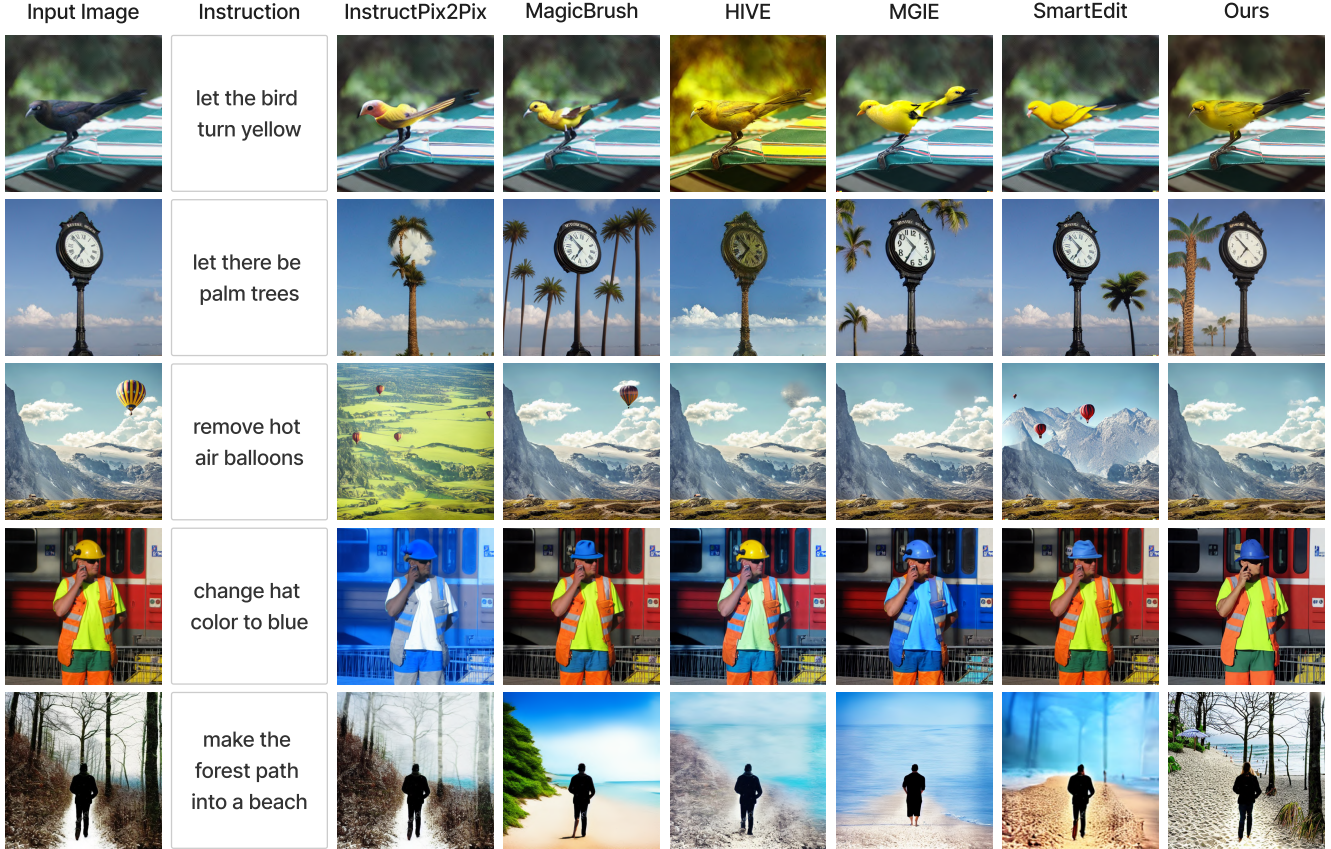 Input Image
Instruction
InstructPix2Pix
MagicBrush
HIVE
MGIE
SmartEdit
Ours
let the bird
turn yellow
let there be
palm trees
remove hot
air balloons
change hat
color to blue
make the
forest path
into a beach